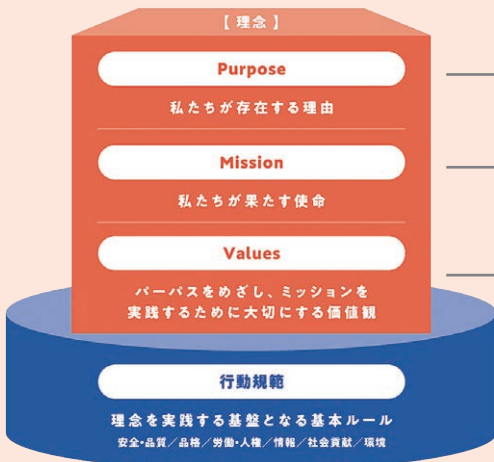 【理念】
Purpose
私たちが存在する理由
Mission
私たちが果たす使命
Values
パーパスをめざし、ミッションを
実践するために大切にする価値観
行動規範
理念を実践する基盤となる基本ルール
安全・品質／品格／労働・人権／情報／社会貢献／環境